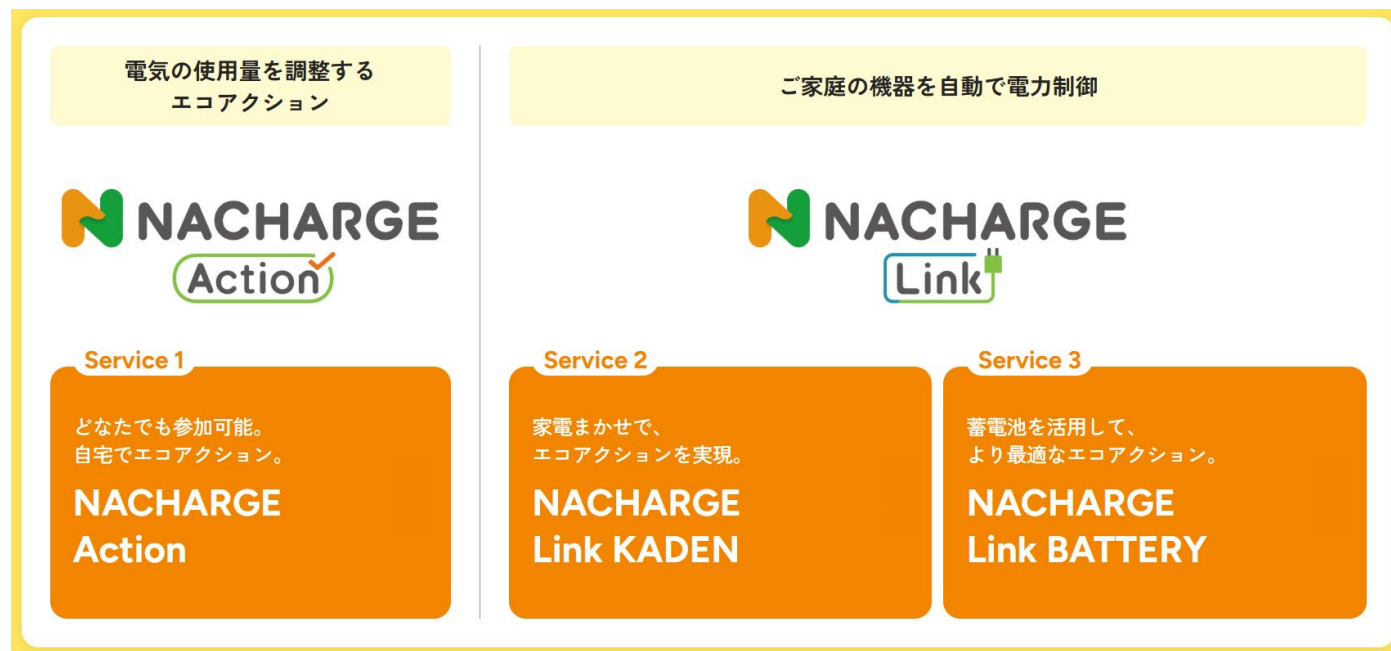 電気の使用量を調整する
エコアクション
NACHARGE
Action
Service 1
どなたでも参加可能。
自宅でエコアクション。
NACHARGE
Action
ご家庭の機器を自動で電力制御
NACHARGE
Link
Service 2
家電まかせで、
エコアクションを実現。
NACHARGE
Link KADEN
Service 3
蓄電池を活用して、
より最適なエコアクション。
NACHARGE
Link BATTERY